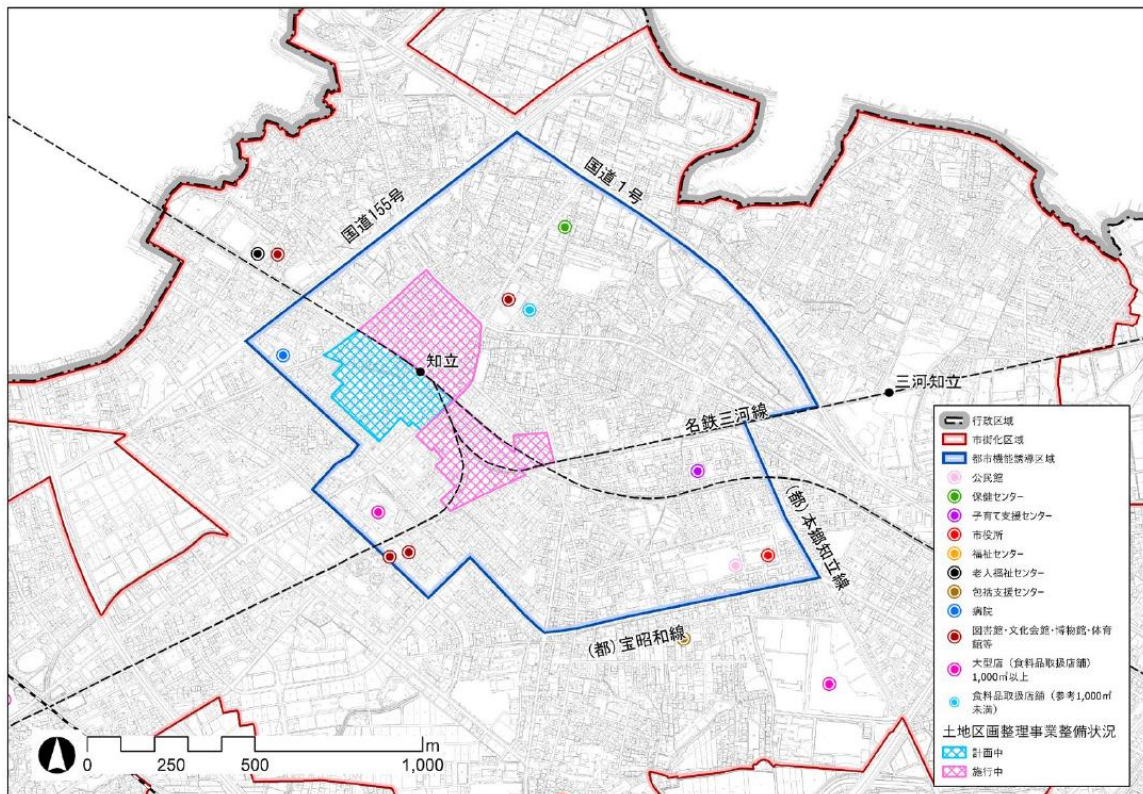 国道1号
国道155号
知立
三河知立
名鉄三河線
(都)本郷知立線
(都)宝昭和線
行政区域
市街化区域
都市機能誘導区域
公民館
保健センター
子育て支援センター
市役所
福祉センター
老人福祉センター
包括支援センター
病院
図書館・文化会館・博物館・体育
館等
大型店（食料品取扱店舗）
1,000㎡以上
食料品取扱店舗（参考1,000㎡
未満）
土地区画整理事業整備状況
計画中
施行中
m
0 250 500 1,000